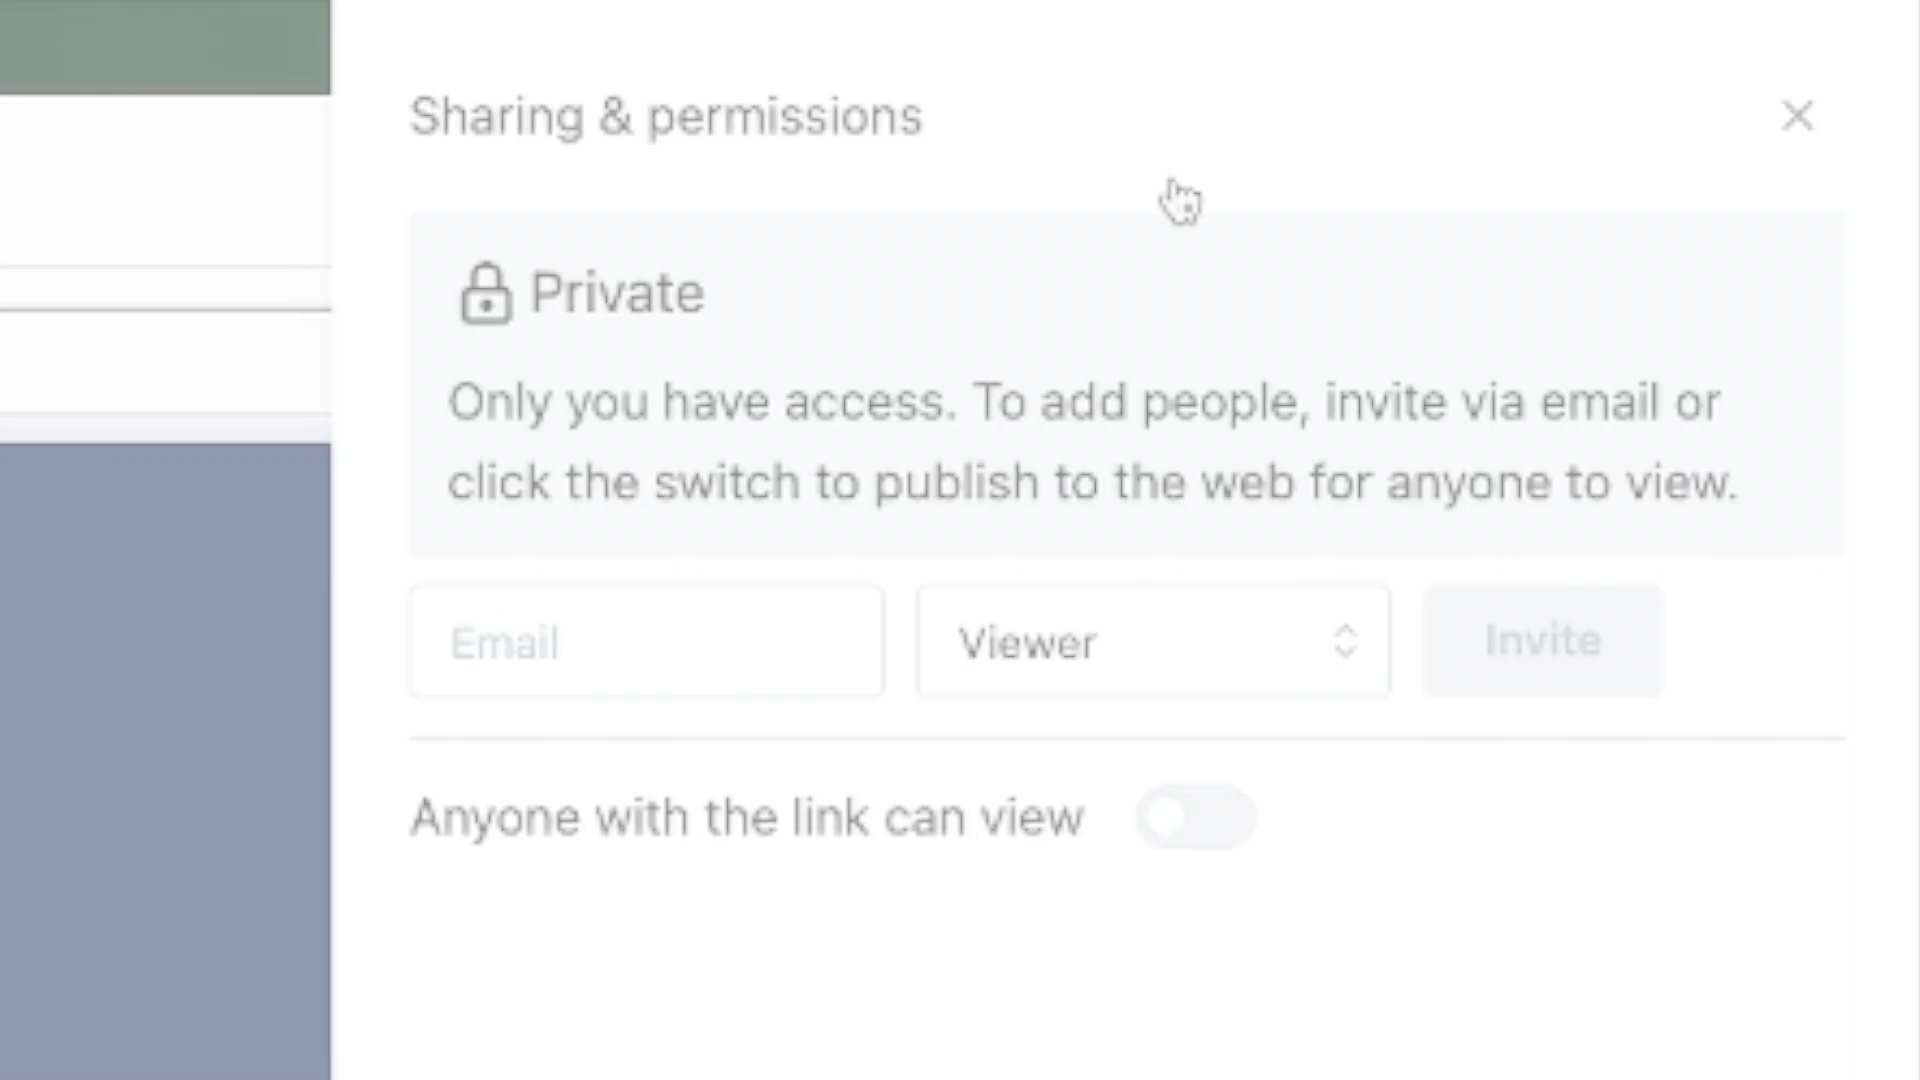 Sharing & permissions
Private
Only you have access. To add people, invite via email or
click the switch to publish to the web for anyone to view.
Email
Viewer
Invite
Anyone with the link can view